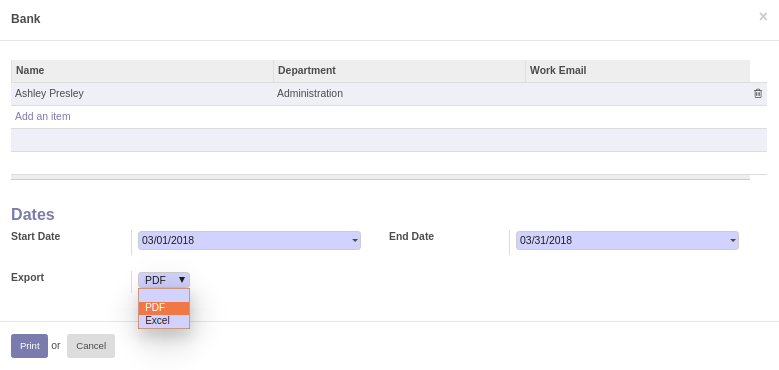 Bank ×
Name Department Work Email
Ashley Presley Administration
Add an item
Dates
Start Date 03/01/2018 End Date 03/31/2018
Export PDF
PDF
Excel
Print or Cancel